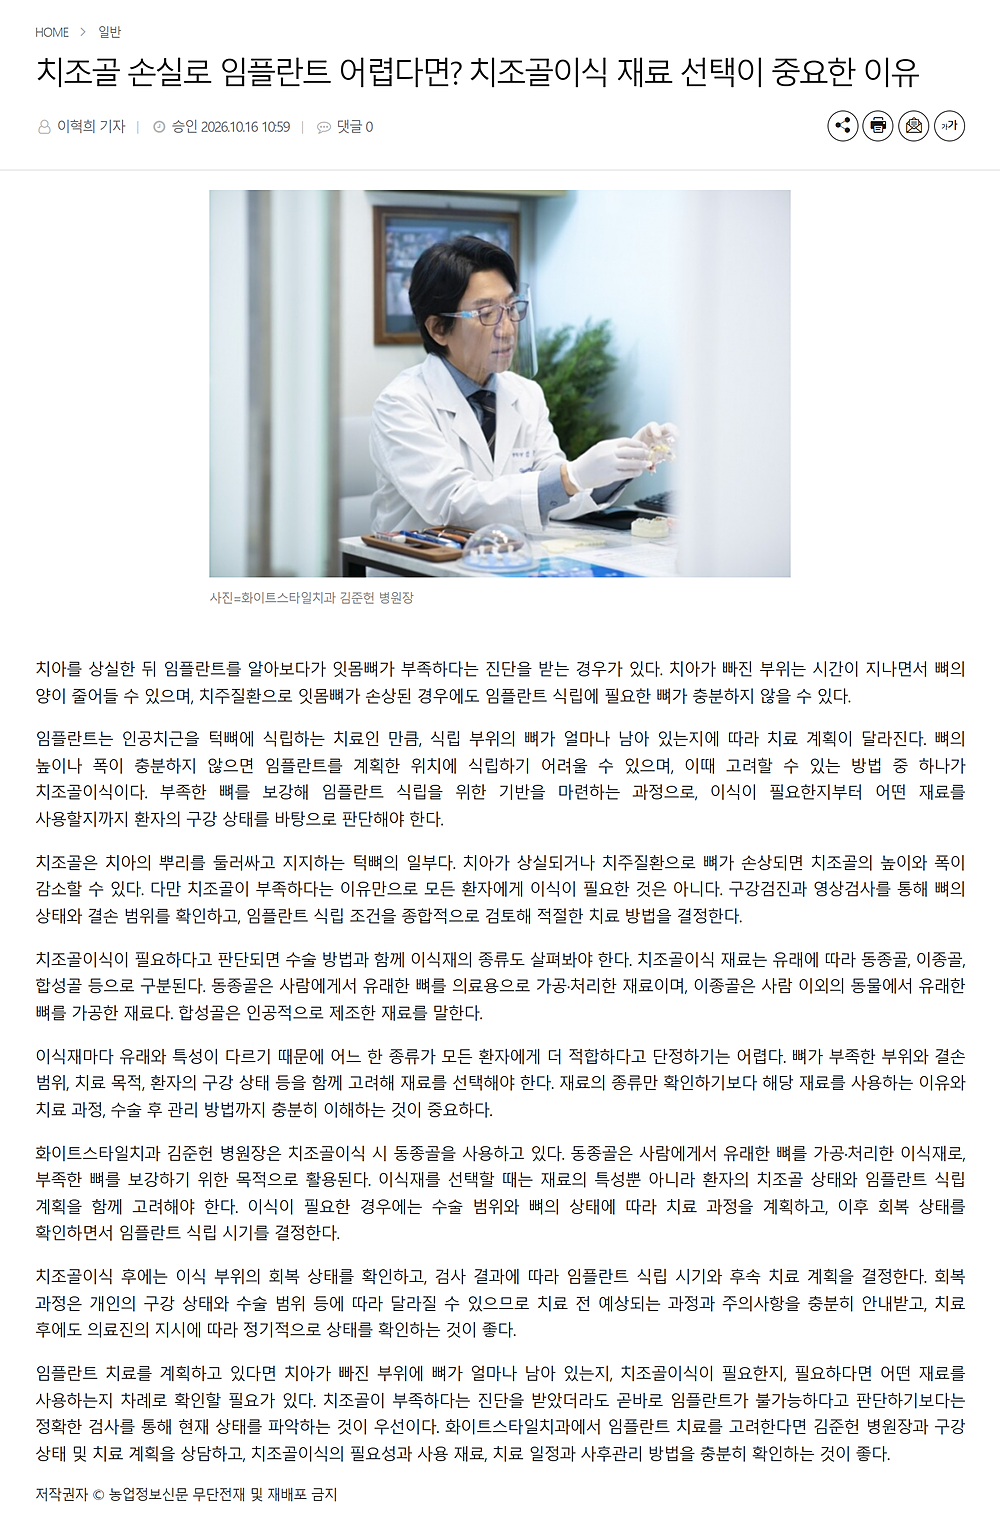 HOME > 일반
치조골 손실로 임플란트 어렵다면? 치조골이식 재료 선택이 중요한 이유
이혁희 기자 | 승인 2026.10.16 10:59 | 댓글 0
가가
사진=화이트스타일치과 김준헌 병원장
치아를 상실한 뒤 임플란트를 알아보다가 잇몸뼈가 부족하다는 진단을 받는 경우가 있다. 치아가 빠진 부위는 시간이 지나면서 뼈의
양이 줄어들 수 있으며, 치주질환으로 잇몸뼈가 손상된 경우에도 임플란트 식립에 필요한 뼈가 충분하지 않을 수 있다.
임플란트는 인공치근을 턱뼈에 식립하는 치료인 만큼, 식립 부위의 뼈가 얼마나 남아 있는지에 따라 치료 계획이 달라진다. 뼈의
높이나 폭이 충분하지 않으면 임플란트를 계획한 위치에 식립하기 어려울 수 있으며, 이때 고려할 수 있는 방법 중 하나가
치조골이식이다. 부족한 뼈를 보강해 임플란트 식립을 위한 기반을 마련하는 과정으로, 이식이 필요한지부터 어떤 재료를
사용할지까지 환자의 구강 상태를 바탕으로 판단해야 한다.
치조골은 치아의 뿌리를 둘러싸고 지지하는 턱뼈의 일부다. 치아가 상실되거나 치주질환으로 뼈가 손상되면 치조골의 높이와 폭이
감소할 수 있다. 다만 치조골이 부족하다는 이유만으로 모든 환자에게 이식이 필요한 것은 아니다. 구강검진과 영상검사를 통해 뼈의
상태와 결손 범위를 확인하고, 임플란트 식립 조건을 종합적으로 검토해 적절한 치료 방법을 결정한다.
치조골이식이 필요하다고 판단되면 수술 방법과 함께 이식재의 종류도 살펴봐야 한다. 치조골이식 재료는 유래에 따라 동종골, 이종골,
합성골 등으로 구분된다. 동종골은 사람에게서 유래한 뼈를 의료용으로 가공·처리한 재료이며, 이종골은 사람 이외의 동물에서 유래한
뼈를 가공한 재료다. 합성골은 인공적으로 제조한 재료를 말한다.
이식재마다 유래와 특성이 다르기 때문에 어느 한 종류가 모든 환자에게 더 적합하다고 단정하기는 어렵다. 뼈가 부족한 부위와 결손
범위, 치료 목적, 환자의 구강 상태 등을 함께 고려해 재료를 선택해야 한다. 재료의 종류만 확인하기보다 해당 재료를 사용하는 이유와
치료 과정, 수술 후 관리 방법까지 충분히 이해하는 것이 중요하다.
화이트스타일치과 김준헌 병원장은 치조골이식 시 동종골을 사용하고 있다. 동종골은 사람에게서 유래한 뼈를 가공·처리한 이식재로,
부족한 뼈를 보강하기 위한 목적으로 활용된다. 이식재를 선택할 때는 재료의 특성뿐 아니라 환자의 치조골 상태와 임플란트 식립
계획을 함께 고려해야 한다. 이식이 필요한 경우에는 수술 범위와 뼈의 상태에 따라 치료 과정을 계획하고, 이후 회복 상태를
확인하면서 임플란트 식립 시기를 결정한다.
치조골이식 후에는 이식 부위의 회복 상태를 확인하고, 검사 결과에 따라 임플란트 식립 시기와 후속 치료 계획을 결정한다. 회복
과정은 개인의 구강 상태와 수술 범위 등에 따라 달라질 수 있으므로 치료 전 예상되는 과정과 주의사항을 충분히 안내받고, 치료
후에도 의료진의 지시에 따라 정기적으로 상태를 확인하는 것이 좋다.
임플란트 치료를 계획하고 있다면 치아가 빠진 부위에 뼈가 얼마나 남아 있는지, 치조골이식이 필요한지, 필요하다면 어떤 재료를
사용하는지 차례로 확인할 필요가 있다. 치조골이 부족하다는 진단을 받았더라도 곧바로 임플란트가 불가능하다고 판단하기보다는
정확한 검사를 통해 현재 상태를 파악하는 것이 우선이다. 화이트스타일치과에서 임플란트 치료를 고려한다면 김준헌 병원장과 구강
상태 및 치료 계획을 상담하고, 치조골이식의 필요성과 사용 재료, 치료 일정과 사후관리 방법을 충분히 확인하는 것이 좋다.
저작권자 © 농업정보신문 무단전재 및 재배포 금지